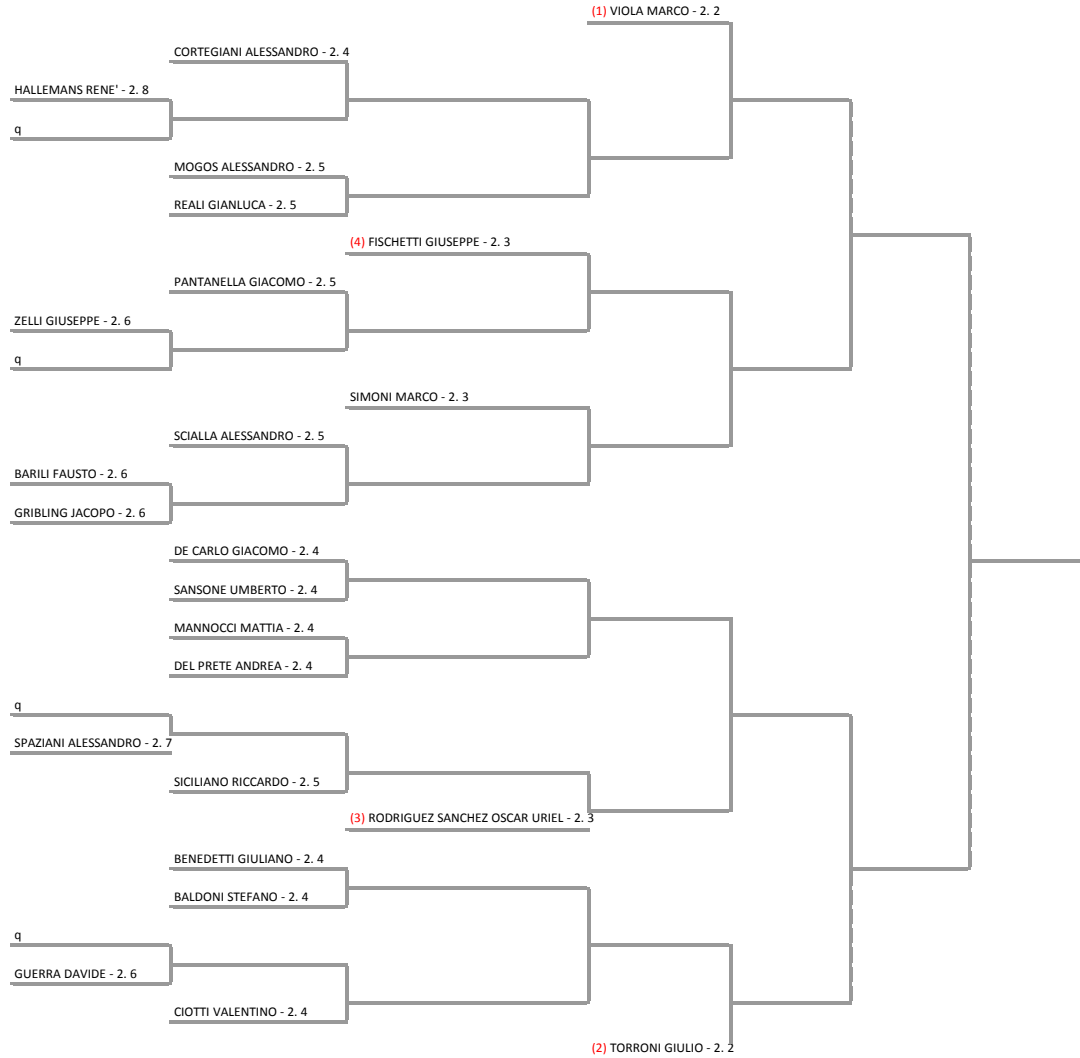 (1) VIOLA MARCO - 2. 2
CORTEGIANI ALESSANDRO - 2. 4
HALLEMANS RENE' - 2. 8
q
MOGOS ALESSANDRO - 2. 5
REALI GIANLUCA - 2. 5
(4) FISCHETTI GIUSEPPE - 2. 3
PANTANELLA GIACOMO - 2. 5
ZELLI GIUSEPPE - 2. 6
q
SIMONI MARCO - 2. 3
SCIALLA ALESSANDRO - 2. 5
BARILI FAUSTO - 2. 6
GRIBLING JACOPO - 2. 6
DE CARLO GIACOMO - 2. 4
SANSONE UMBERTO - 2. 4
MANNOCCI MATTIA - 2. 4
DEL PRETE ANDREA - 2. 4
q
SPAZIANI ALESSANDRO - 2. 7
SICILIANO RICCARDO - 2. 5
(3) RODRIGUEZ SANCHEZ OSCAR URIEL - 2. 3
BENEDETTI GIULIANO - 2. 4
BALDONI STEFANO - 2. 4
q
GUERRA DAVIDE - 2. 6
CIOTTI VALENTINO - 2. 4
(2) TORRONI GIULIO - 2. 2